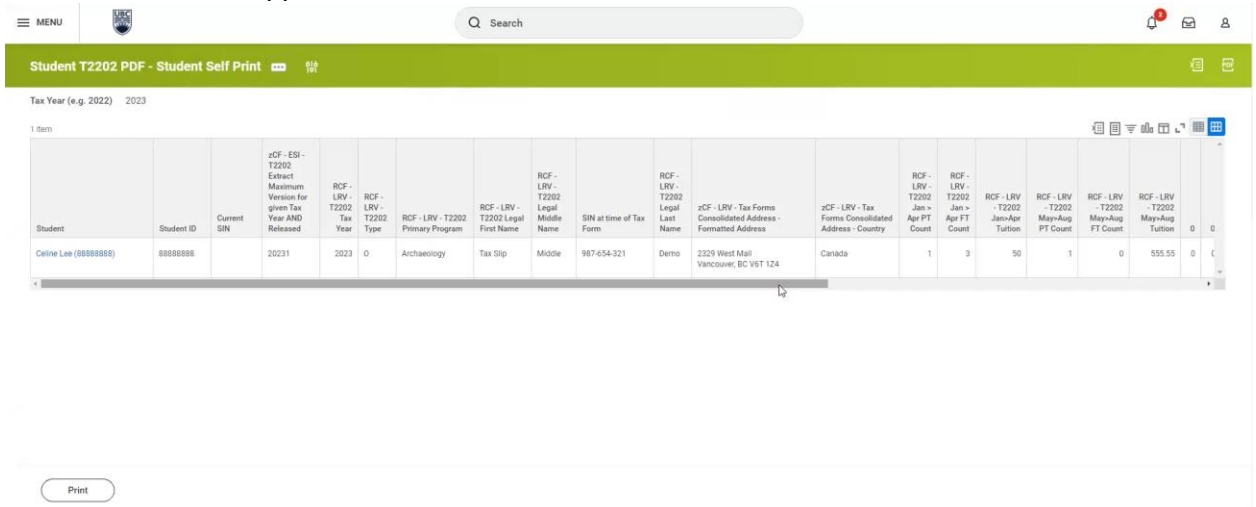 MENU
UBC
Search
2
Student T2202 PDF - Student Self Print
PDF
Tax Year (e.g. 2022) 2023
1 item
Student
Student ID
Current
SIN
zCF - ESI -
T2202
Extract
Maximum
Version for
given Tax
Year AND
Released
RCF -
LRV -
T2202
Tax
Year
RCF -
LRV -
T2202
Type
RCF - LRV - T2202
Primary Program
RCF - LRV -
T2202 Legal
First Name
RCF -
LRV -
T2202
Legal
Middle
Name
SIN at time of Tax
Form
RCF -
LRV -
T2202
Legal
Last
Name
zCF - LRV - Tax Forms
Consolidated Address -
Formatted Address
zCF - LRV - Tax
Forms Consolidated
Address - Country
RCF -
LRV -
T2202
Jan >
Apr PT
Count
RCF -
LRV -
T2202
Jan >
Apr FT
Count
RCF - LRV
- T2202
Jan>Apr
Tuition
RCF - LRV
- T2202
May>Aug
PT Count
RCF - LRV
- T2202
May>Aug
FT Count
RCF - LRV
- T2202
May>Aug
Tuition
0
Celine Lee (88888888)
88888888
20231
2023
O
Archaeology
Tax Slip
Middle
987-654-321
Demo
2329 West Mall
Vancouver, BC V6T 1Z4
Canada
1
3
50
1
0
555.55
0
Print